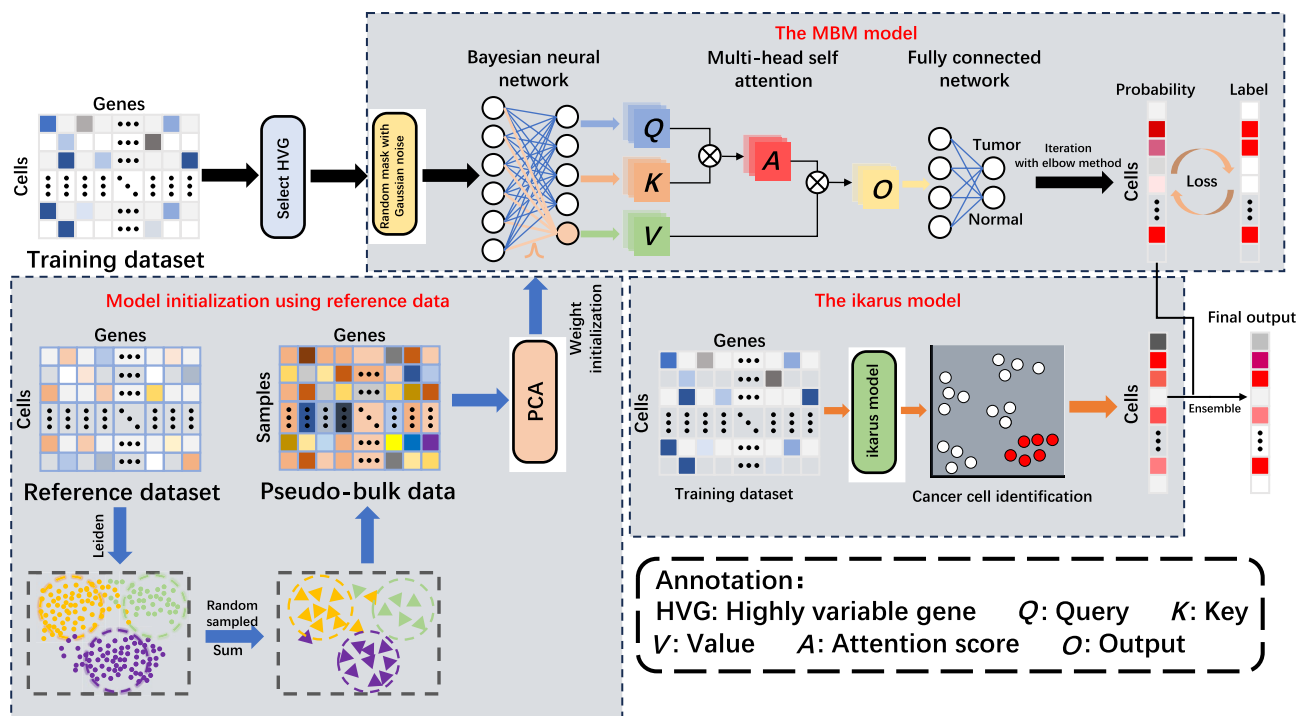 The MBM model
Bayesian neural
network
Multi-head self
attention
Fully connected
network
Genes
Cells
Training dataset
Select HVG
Random mask with
Gaussian noise
Q
K
V
A
O
Tumor
Normal
Iteration
with elbow method
Probability
Label
Cells
Loss
Model initialization using reference data
Genes
Cells
Reference dataset
Genes
Samples
Pseudo-bulk data
PCA
Weight
initialization
Leiden
Random
sampled
Sum
The ikarus model
Genes
Cells
Training dataset
ikarus model
Cancer cell identification
Cells
Ensemble
Final output
Annotation:
HVG: Highly variable gene Q: Query K: Key
V: Value A: Attention score O: Output